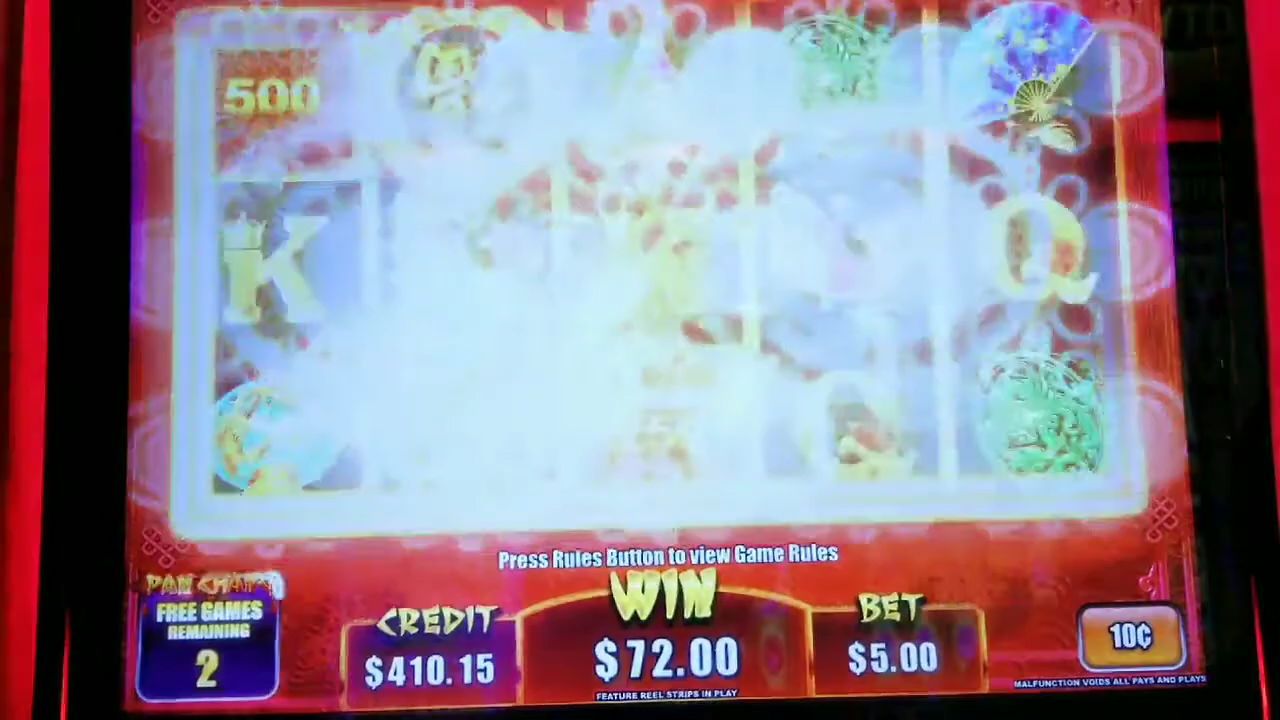 500
K
Q
Press Rules Button to view Game Rules
FREE GAMES
REMAINING
2
CREDIT
$410.15
WIN
$72.00
FEATURE REEL STRIPS IN PLAY
BET
$5.00
10¢
MALFUNCTION VOIDS ALL PAYS AND PLAYS